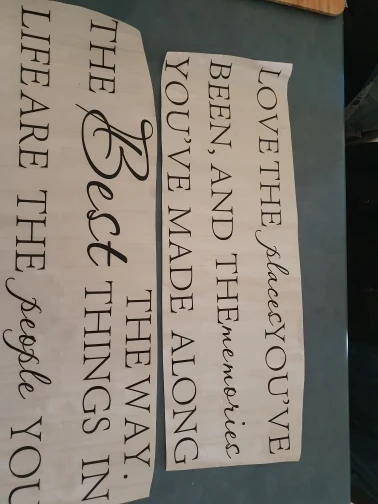 LOVE THE places YOU'VE
BEEN, AND THE memories
YOU'VE MADE ALONG
THE WAY.
THE Best THINGS IN
LIFE ARE THE people YOU